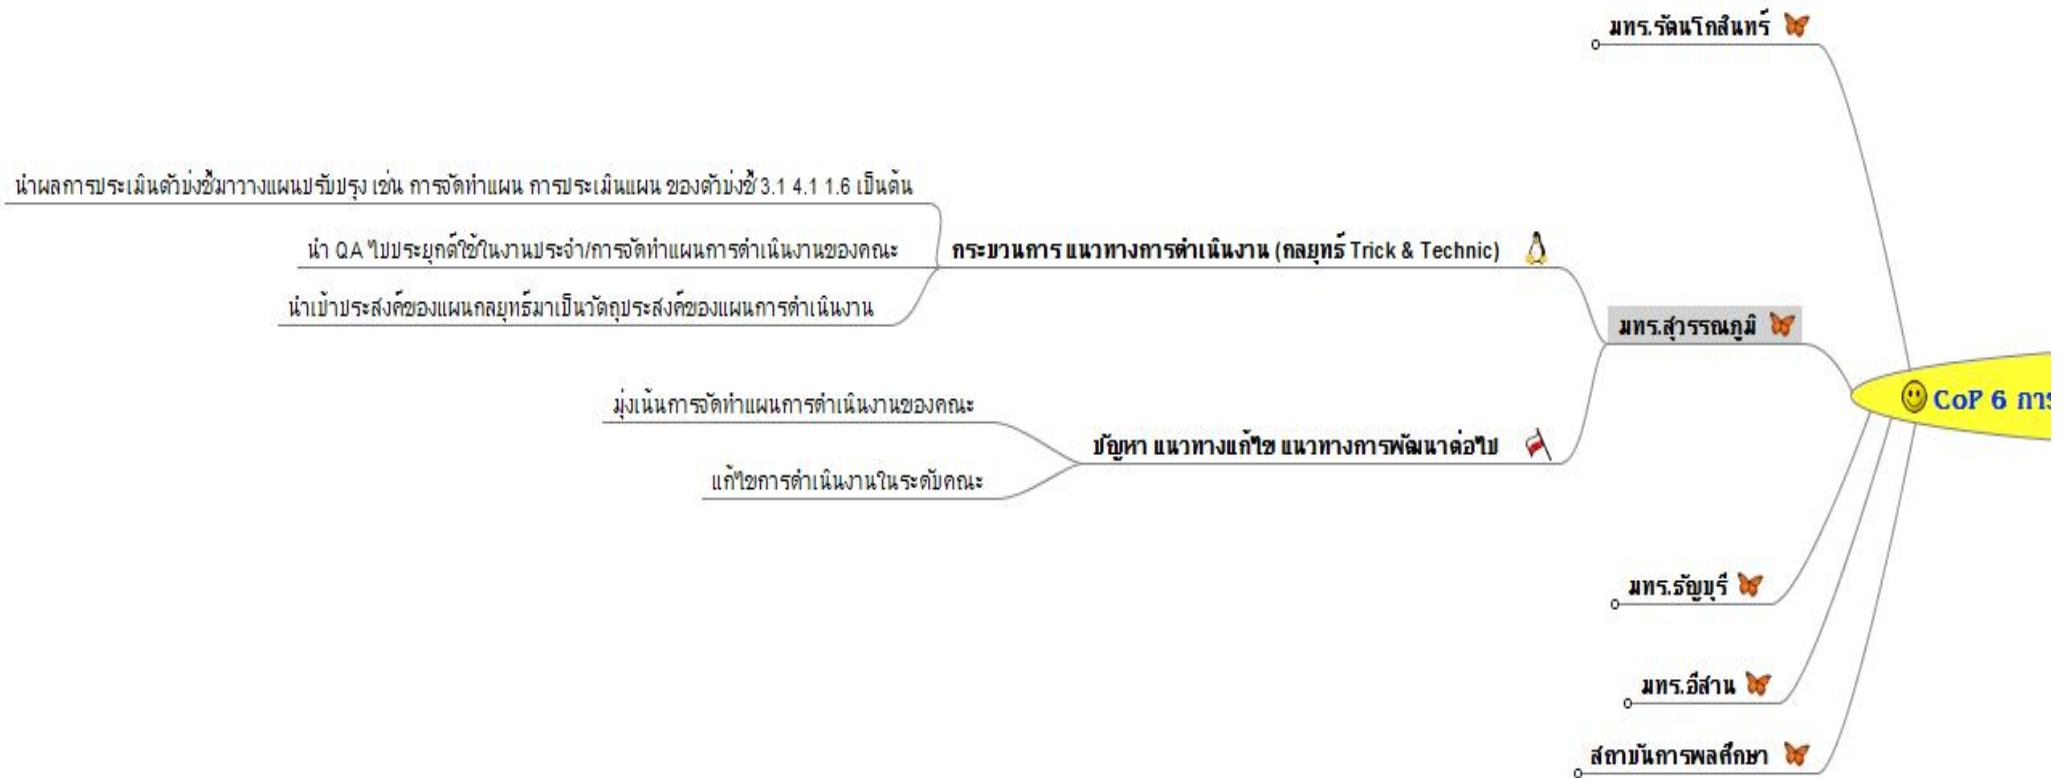 มทร.รัตนโกสินทร์
นำผลการประเมินตัวบ่งชี้มาวางแผนปรับปรุง เช่น การจัดทำแผน การประเมินแผน ของตัวบ่งชี้ 3.1 4.1 1.6 เป็นต้น
นำ QA ไปประยุกต์ใช้ในงานประจำ/การจัดทำแผนการดำเนินงานของคณะ
นำเป้าประสงค์ของแผนกลยุทธ์มาเป็นวัตถุประสงค์ของแผนการดำเนินงาน
กระบวนการ แนวทางการดำเนินงาน (กลยุทธ์ Trick & Technic)
มทร.สุวรรณภูมิ
มุ่งเน้นการจัดทำแผนการดำเนินงานของคณะ
แก้ไขการดำเนินงานในระดับคณะ
ปัญหา แนวทางแก้ไข แนวทางการพัฒนาต่อไป
CoP 6 การ
มทร.ธัญบุรี
มทร.อีสาน
สถาบันการพลศึกษา